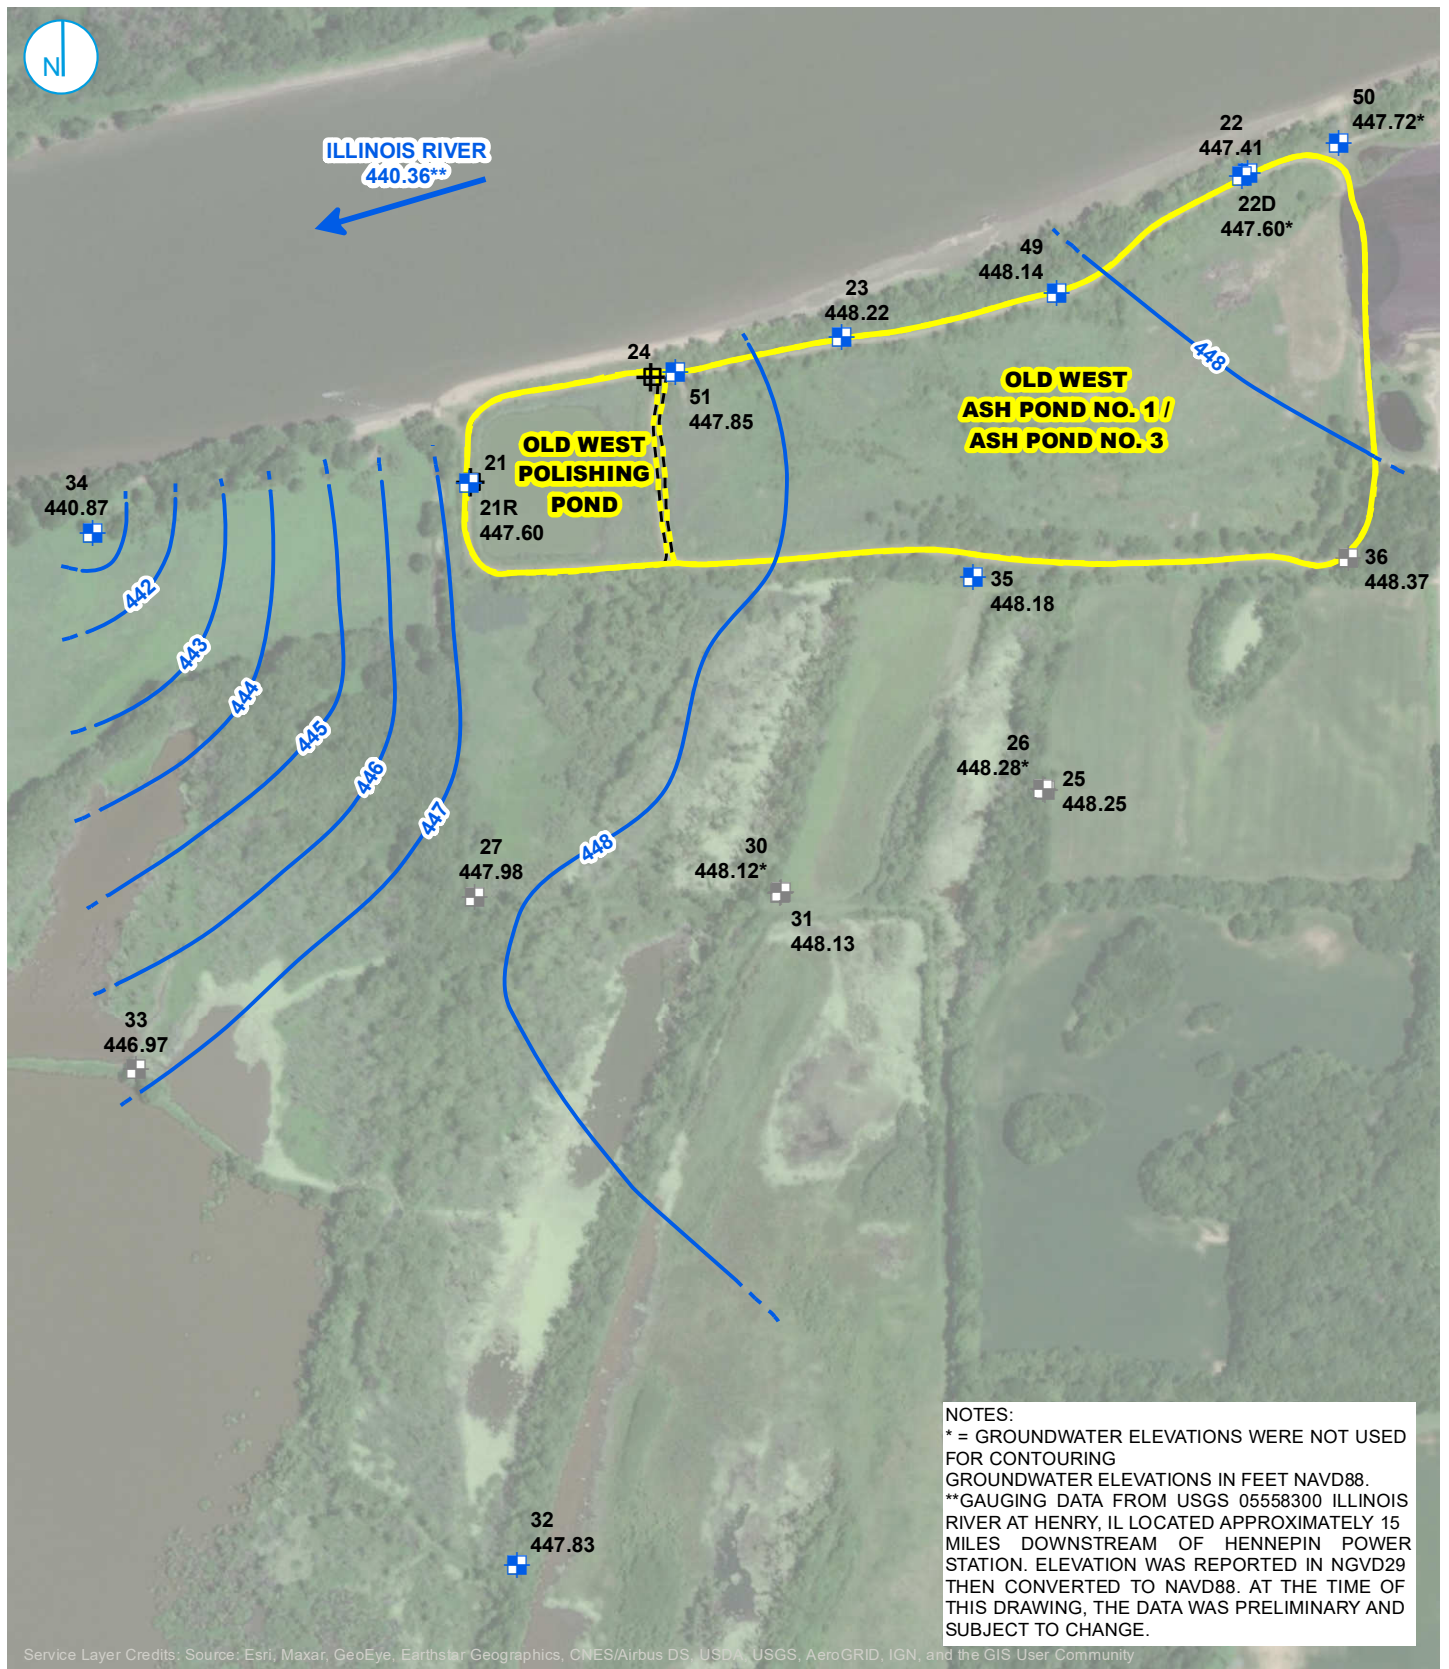 N
ILLINOIS RIVER
440.36**
50
447.72*
22
447.41
22D
447.60*
49
448.14
23
448.22
448
24
51
447.85
OLD WEST
ASH POND NO. 1 /
ASH POND NO. 3
OLD WEST
POLISHING
POND
21
21R
447.60
34
440.87
36
448.37
35
448.18
442
443
444
445
446
447
448
26
448.28*
25
448.25
27
447.98
30
448.12*
31
448.13
33
446.97
32
447.83
NOTES:
* = GROUNDWATER ELEVATIONS WERE NOT USED
FOR CONTOURING
GROUNDWATER ELEVATIONS IN FEET NAVD88.
**GAUGING DATA FROM USGS 05558300 ILLINOIS
RIVER AT HENRY, IL LOCATED APPROXIMATELY 15
MILES DOWNSTREAM OF HENNEPIN POWER
STATION. ELEVATION WAS REPORTED IN NGVD29
THEN CONVERTED TO NAVD88. AT THE TIME OF
THIS DRAWING, THE DATA WAS PRELIMINARY AND
SUBJECT TO CHANGE.
Service Layer Credits: Source: Esri, Maxar, GeoEye, Earthstar Geographics, CNES/Airbus DS, USDA, USGS, AeroGRID, IGN, and the GIS User Community